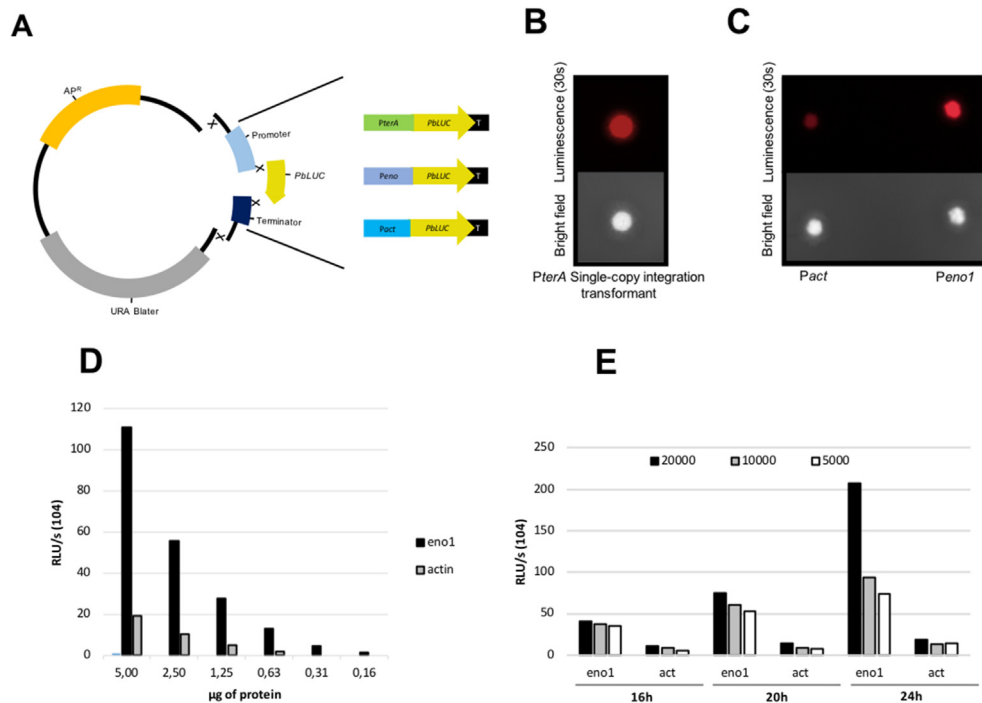 A
APR
Promoter
PbLUC
Terminator
URA Blater
PterA PbLUC T
Peno PbLUC T
Pact PbLUC T
B
Luminescence (30s)
Bright field
PterA Single-copy integration
transformant
C
Luminescence (30s)
Bright field
Pact Peno1
D
RLU/s (104)
120
100
80
60
40
20
0
5,00 2,50 1,25 0,63 0,31 0,16
µg of protein
eno1
actin
E
RLU/s (104)
250
200
150
100
50
0
20000 10000 5000
eno1 act eno1 act eno1 act
16h 20h 24h